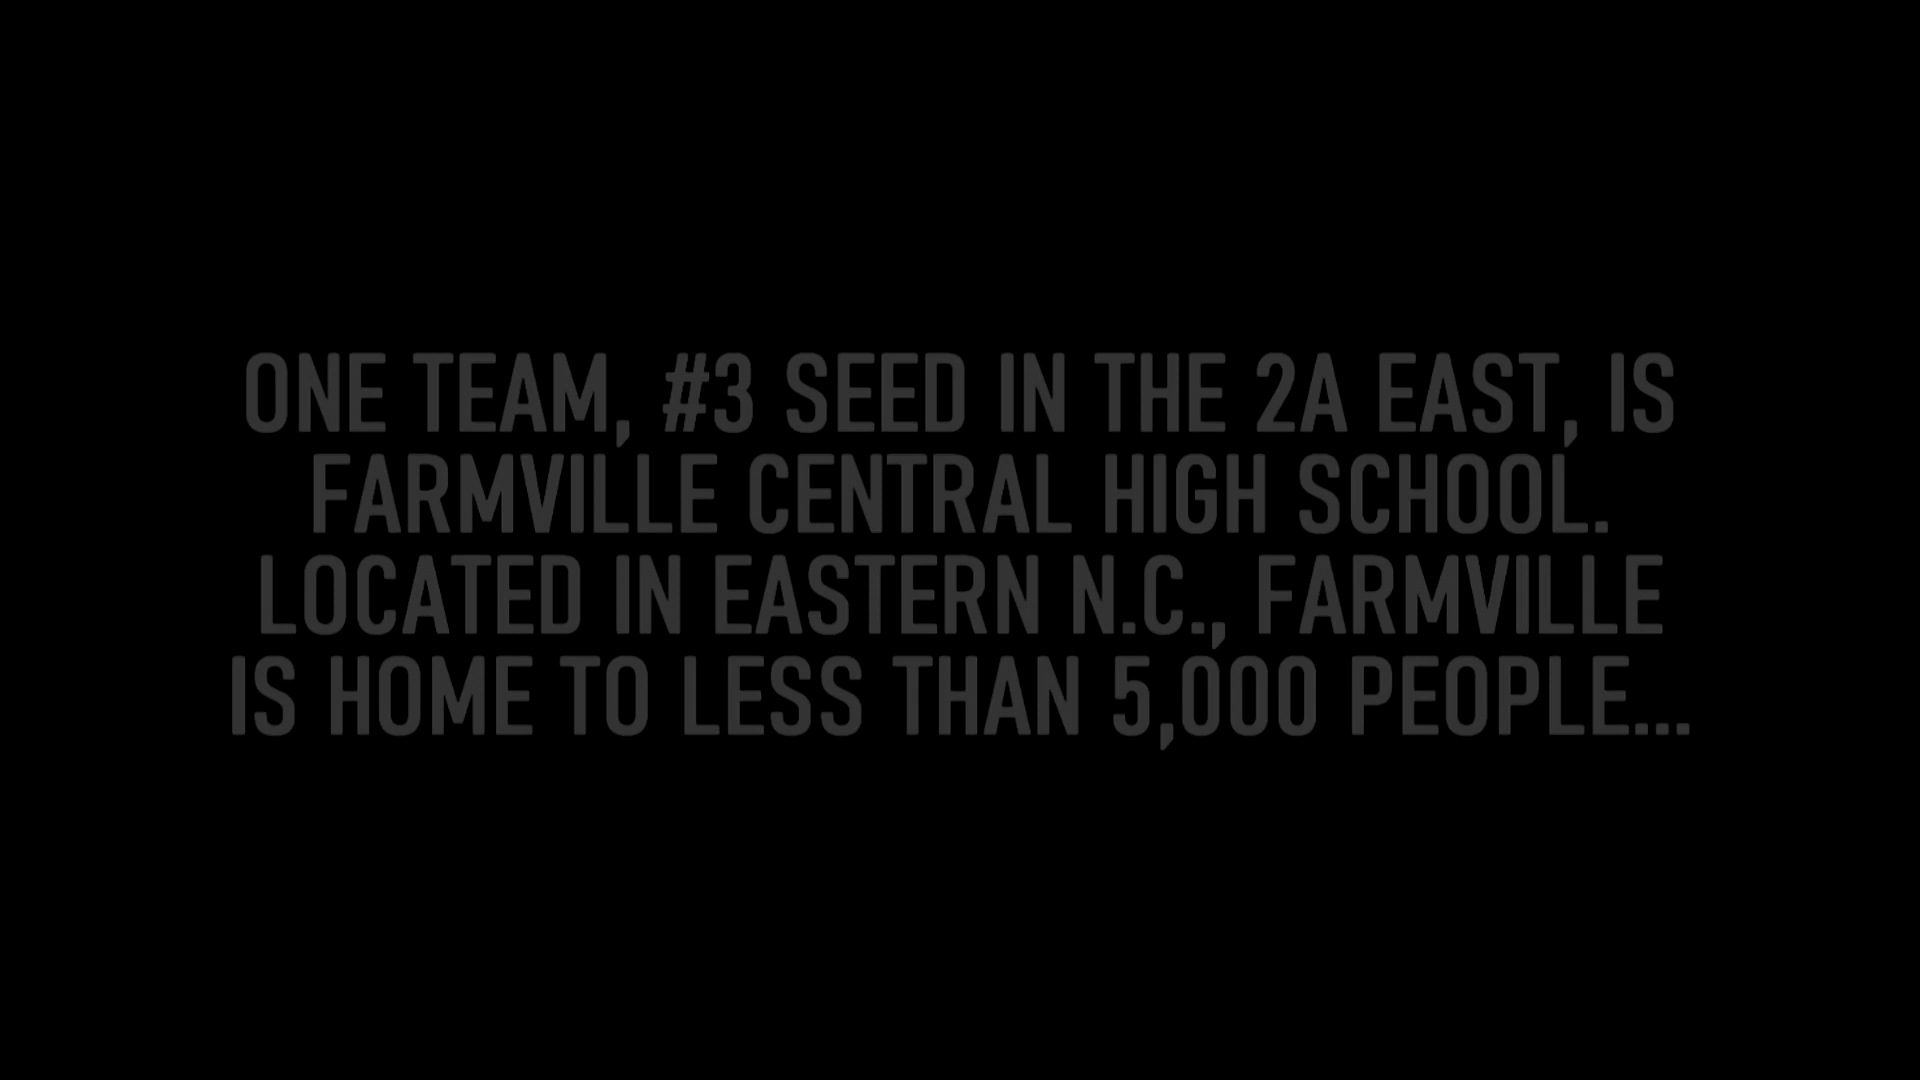 ONE TEAM, #3 SEED IN THE 2A EAST, IS
FARMVILLE CENTRAL HIGH SCHOOL.
LOCATED IN EASTERN N.C., FARMVILLE
IS HOME TO LESS THAN 5,000 PEOPLE...